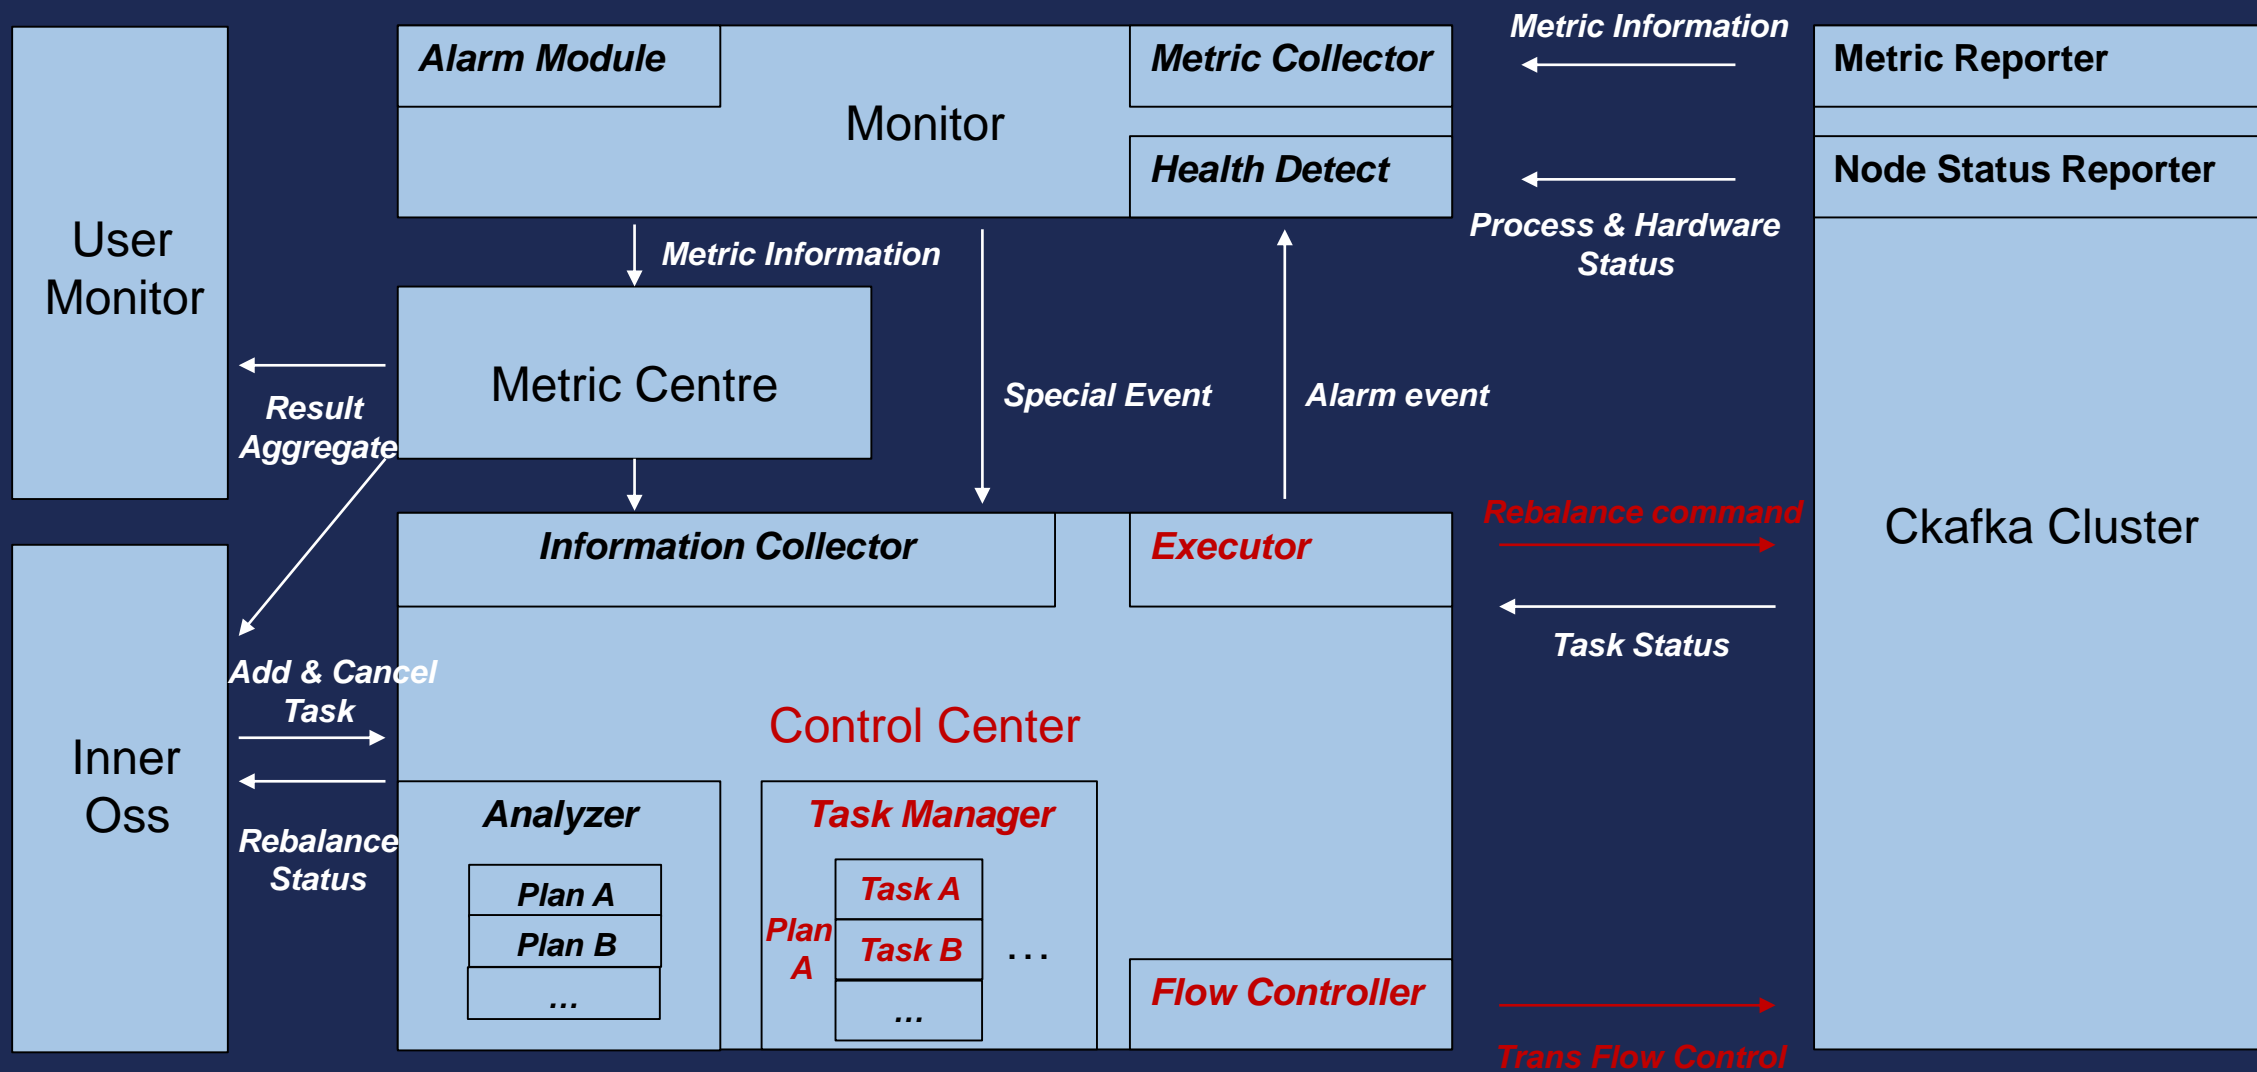 Metric Information
Alarm Module
Metric Collector
Metric Reporter
Monitor
Health Detect
Node Status Reporter
Process & Hardware
Status
User
Monitor
Metric Information
Metric Centre
Result
Aggregate
Special Event
Alarm event
Rebalance command
Ckafka Cluster
Information Collector
Executor
Task Status
Add & Cancel
Task
Control Center
Inner
Oss
Rebalance
Status
Analyzer
Plan A
Plan B
...
Task Manager
Plan
A
Task A
Task B
...
...
Flow Controller
Trans Flow Control